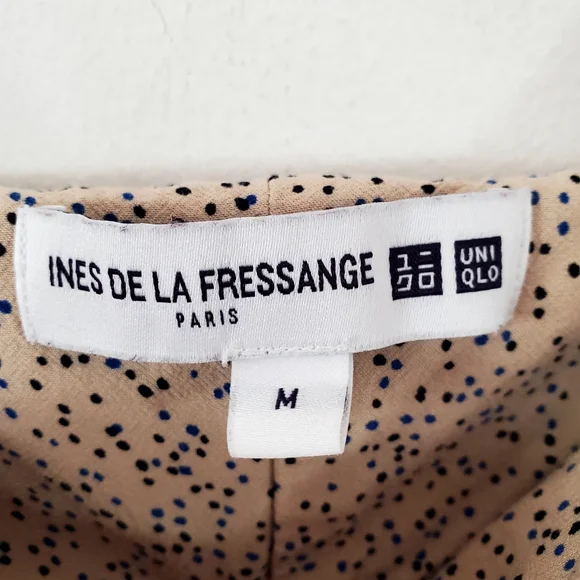 INES DE LA FRESSANGE
PARIS
ユニ
クロ
UNI
QLO
M